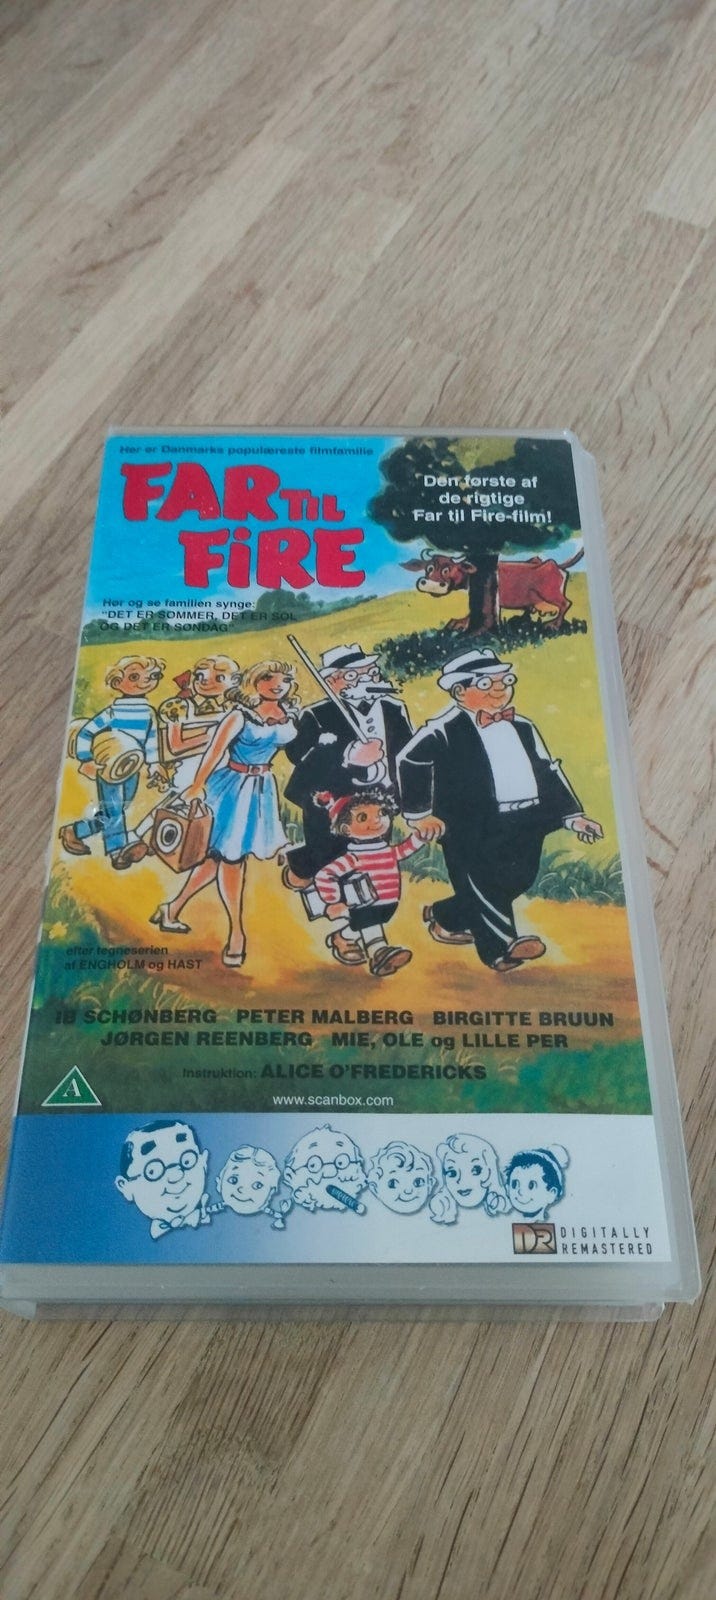 Her er Danmarks populæreste filmfamilie
FAR TIL
FiRE
Den første af
de rigtige
Far til Fire-film!
Hør og se familien synge:
"DET ER SOMMER, DET ER SOL
OG DET ER SØNDAG"
efter tegneserien
af ENGHOLM og HAST
IB SCHØNBERG PETER MALBERG BIRGITTE BRUUN
JØRGEN REENBERG MIE, OLE og LILLE PER
Instruktion: ALICE O'FREDERICKS
A
www.scanbox.com
DR DIGITALLY
REMASTERED